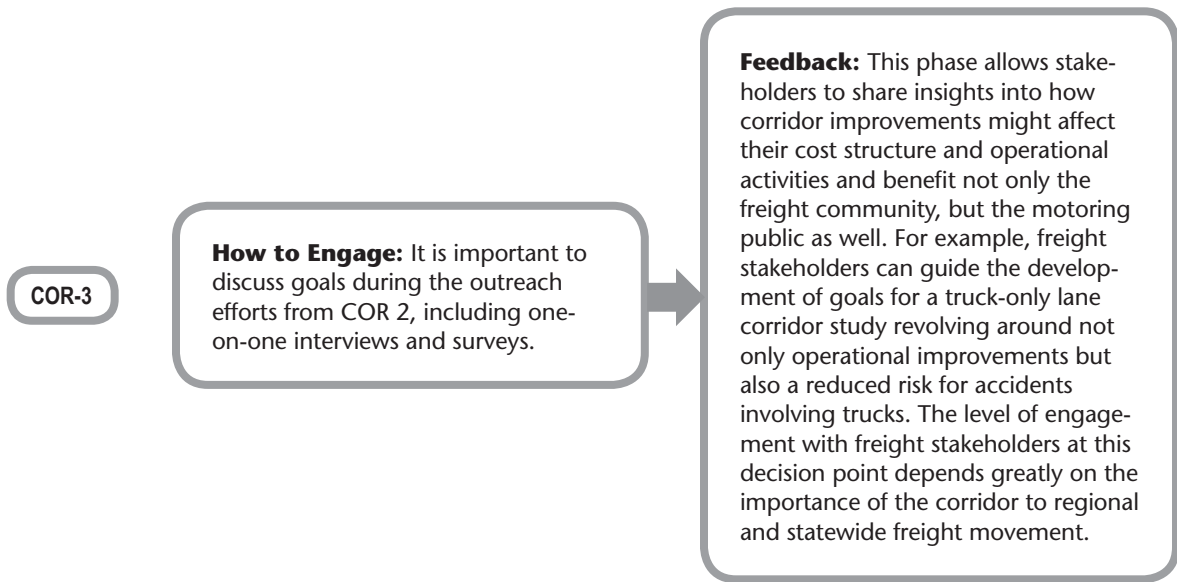 COR-3
How to Engage: It is important to
discuss goals during the outreach
efforts from COR 2, including one-
on-one interviews and surveys.
Feedback: This phase allows stake-
holders to share insights into how
corridor improvements might affect
their cost structure and operational
activities and benefit not only the
freight community, but the motoring
public as well. For example, freight
stakeholders can guide the develop-
ment of goals for a truck-only lane
corridor study revolving around not
only operational improvements but
also a reduced risk for accidents
involving trucks. The level of engage-
ment with freight stakeholders at this
decision point depends greatly on the
importance of the corridor to regional
and statewide freight movement.